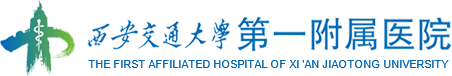 西安交通大學第一附属医院
THE FIRST AFFILIATED HOSPITAL OF XI 'AN JIAOTONG UNIVERSITY